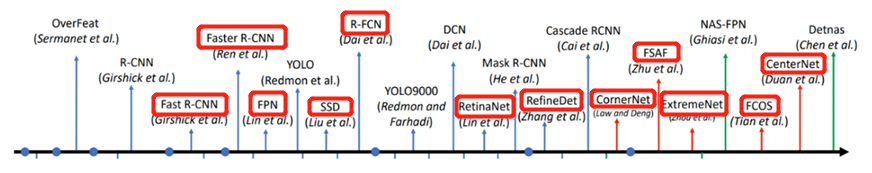 OverFeat
(Sermanet et al.)
R-CNN
(Girshick et al.)
Fast R-CNN
(Girshick et al.)
Faster R-CNN
(Ren et al.)
FPN
(Lin et al.)
YOLO
(Redmon et al.)
SSD
(Liu et al.)
R-FCN
(Dai et al.)
YOLO9000
(Redmon and
Farhadi)
DCN
(Dai et al.)
RetinaNet
(Lin et al.)
Mask R-CNN
(He et al.)
RefineDet
(Zhang et al.)
Cascade RCNN
(Cai et al.)
CornerNet
(Law and Deng)
FSAF
(Zhu et al.)
ExtremeNet
(Zhou et al.)
NAS-FPN
(Ghiasi et al.)
FCOS
(Tian et al.)
CenterNet
(Duan et al.)
Detnas
(Chen et al.)